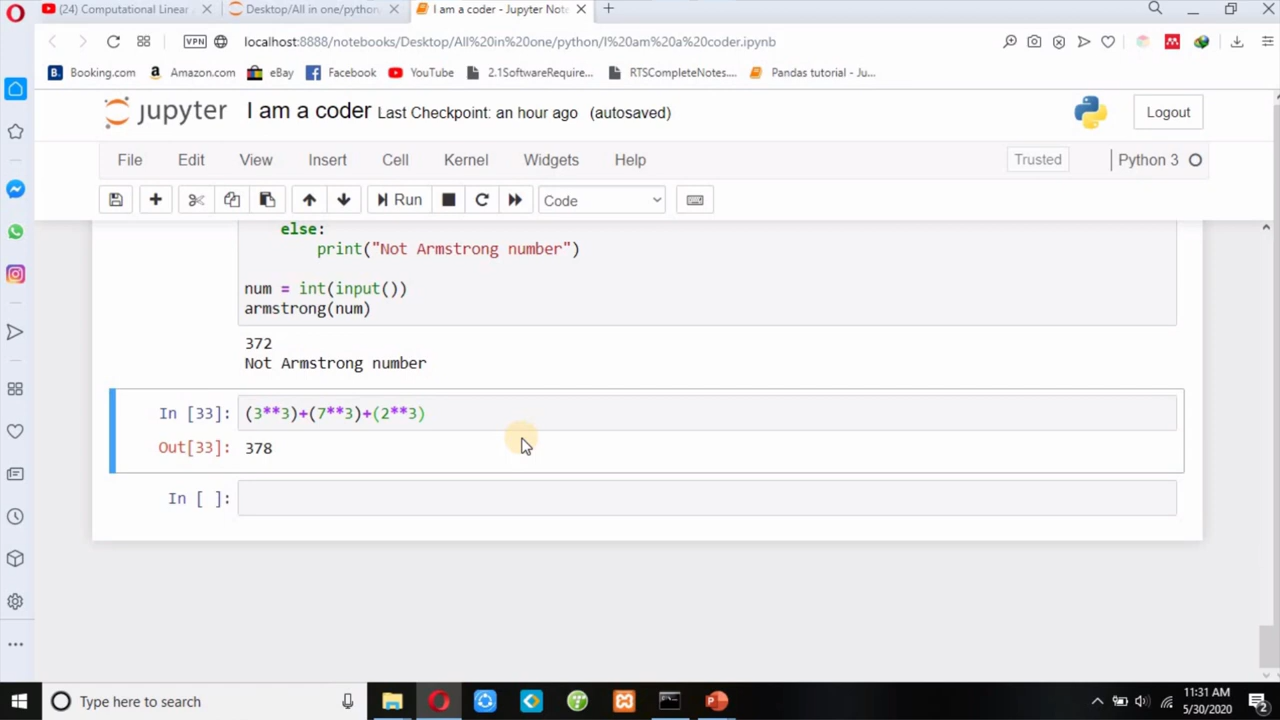 (24) Computational Linear
Desktop/All in one/python
I am a coder - Jupyter Note
VPN
localhost:8888/notebooks/Desktop/All%20in%20one/python/I%20am%20a%20coder.ipynb
Booking.com
Amazon.com
eBay
Facebook
YouTube
2.1SoftwareRequire...
RTSCompleteNotes....
Pandas tutorial - Ju...
jupyter
I am a coder Last Checkpoint: an hour ago (autosaved)
Logout
File Edit View Insert Cell Kernel Widgets Help
Trusted
Python 3
Run
Code
else:
print("Not Armstrong number")
num = int(input())
armstrong(num)
372
Not Armstrong number
In [33]: (3**3)+(7**3)+(2**3)
Out[33]: 378
In [ ]:
Type here to search
11:31 AM
5/30/2020
2